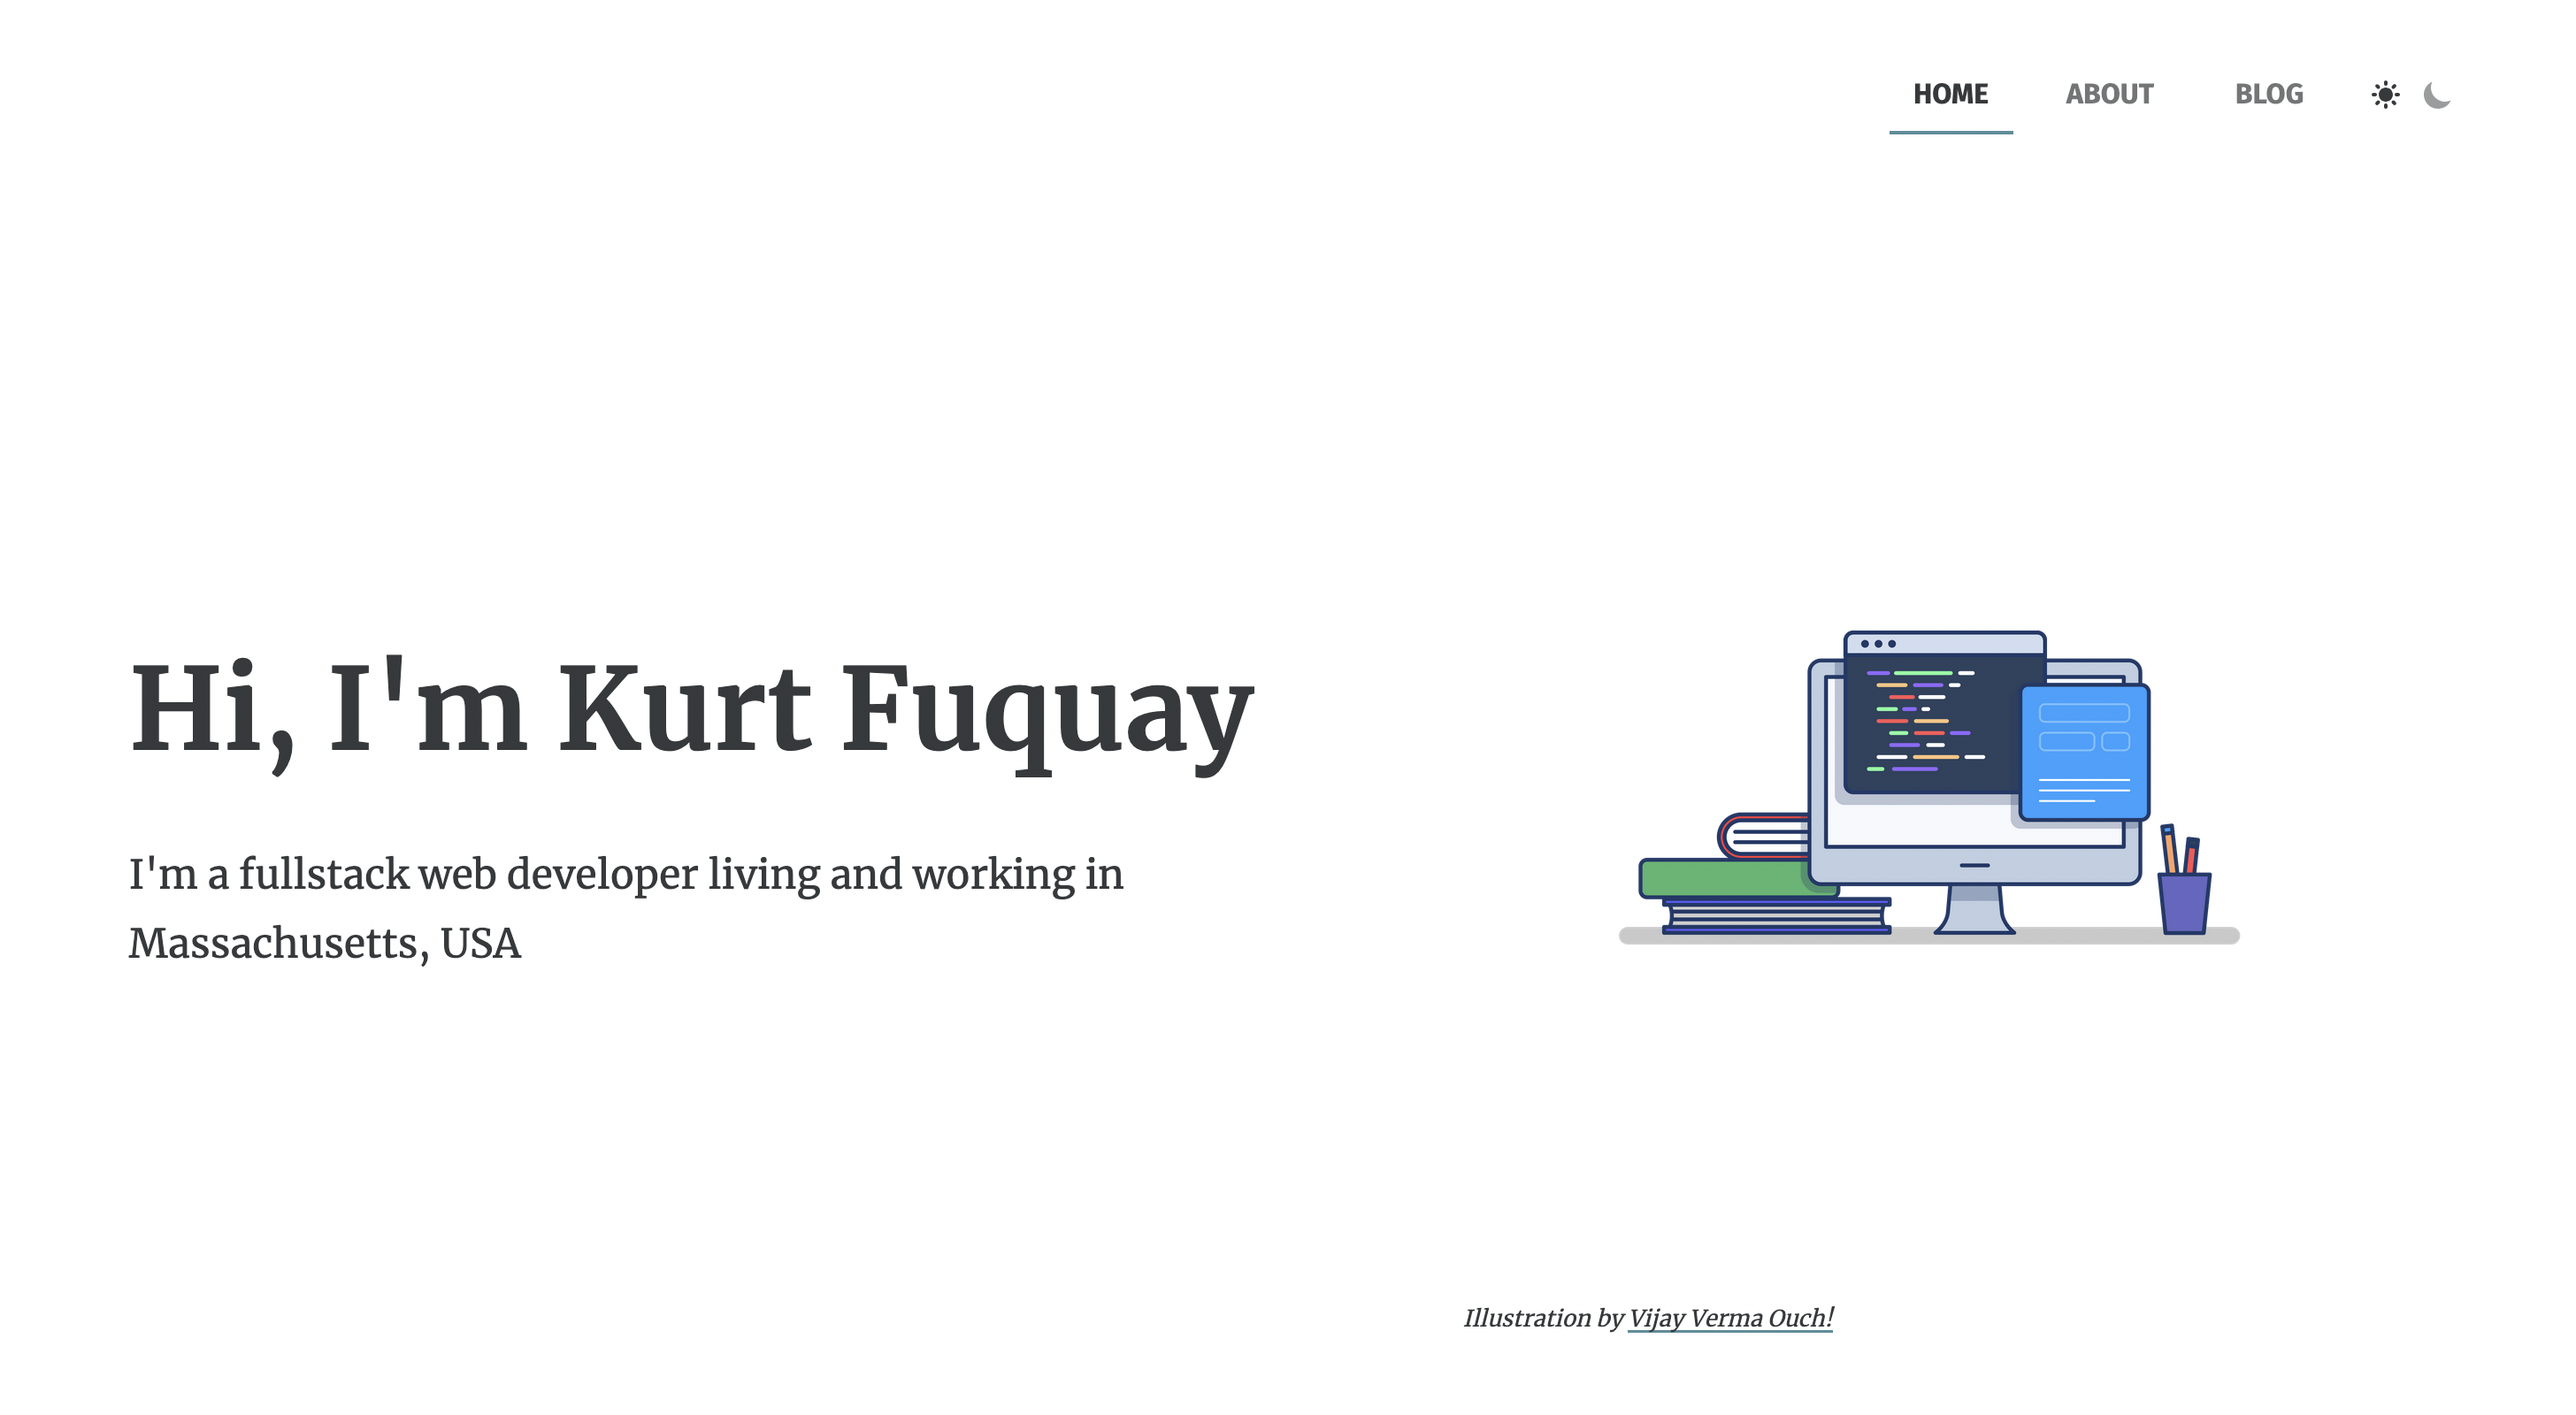 HOME ABOUT BLOG
Hi, I'm Kurt Fuquay
I'm a fullstack web developer living and working in
Massachusetts, USA
Illustration by Vijay Verma Ouch!